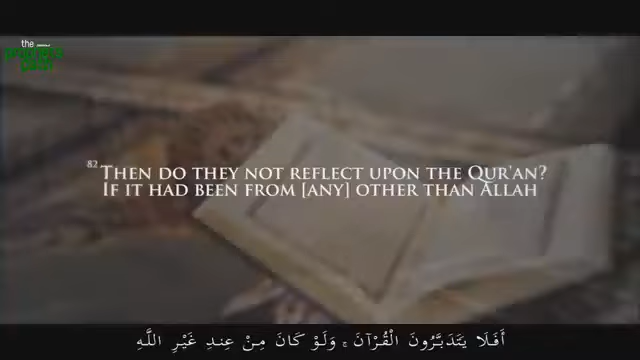 the
82 Then do they not reflect upon the Qur'an?
If it had been from [any] other than Allah
أَفَلَا يَتَدَبَّرُونَ الْقُرْآنَ ۚ وَلَوْ كَانَ مِنْ عِندِ غَيْرِ اللَّهِ